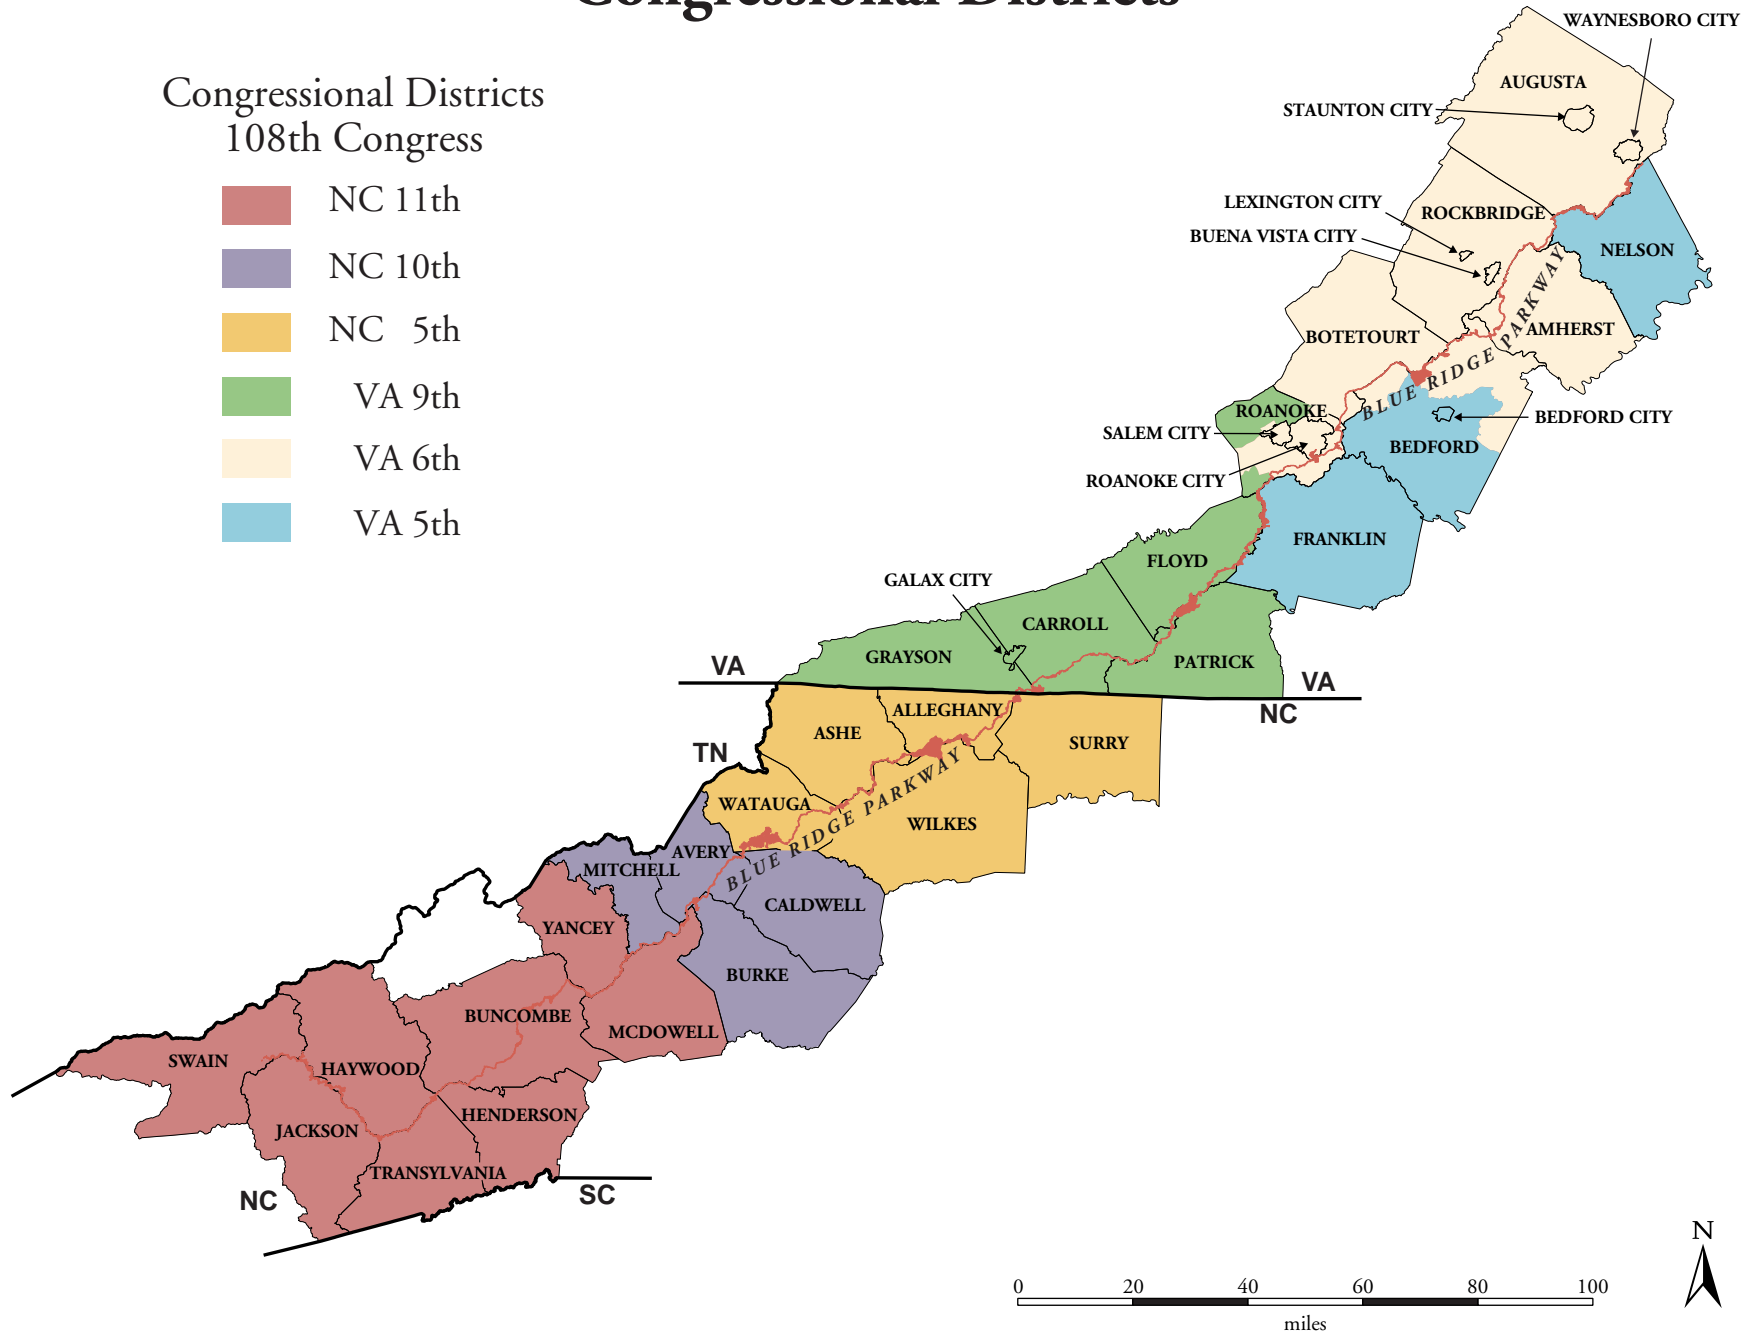 Congressional Districts
Congressional Districts
108th Congress
NC 11th
NC 10th
NC 5th
VA 9th
VA 6th
VA 5th
WAYNESBORO CITY
AUGUSTA
STAUNTON CITY
LEXINGTON CITY
ROCKBRIDGE
BUENA VISTA CITY
NELSON
BOTETOURT
AMHERST
BLUE RIDGE PARKWAY
ROANOKE
SALEM CITY
BEDFORD CITY
BEDFORD
ROANOKE CITY
FRANKLIN
FLOYD
GALAX CITY
CARROLL
GRAYSON
PATRICK
VA
VA
NC
ALLEGHANY
ASHE
SURRY
TN
WATAUGA
WILKES
BLUE RIDGE PARKWAY
AVERY
MITCHELL
CALDWELL
YANCEY
BURKE
BUNCOMBE
MCDOWELL
SWAIN
HAYWOOD
HENDERSON
JACKSON
TRANSYLVANIA
NC
SC
N
0 20 40 60 80 100
miles